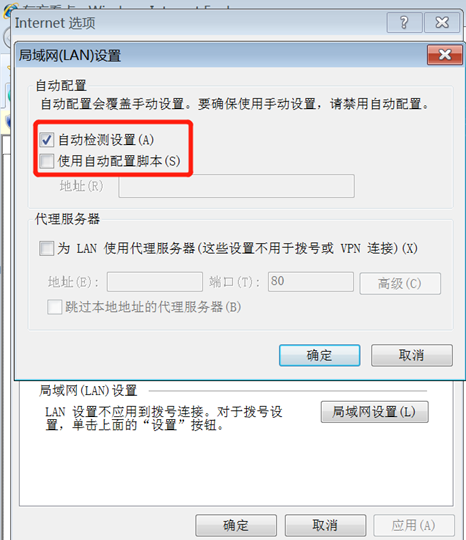 Internet 选项
局域网(LAN)设置
自动配置
自动配置会覆盖手动设置。要确保使用手动设置，请禁用自动配置。
自动检测设置(A)
使用自动配置脚本(S)
地址(R)
代理服务器
为 LAN 使用代理服务器(这些设置不用于拨号或 VPN 连接)(X)
地址(E): 端口(T): 80 高级(C)
跳过本地地址的代理服务器(B)
确定 取消
局域网(LAN)设置
LAN 设置不应用到拨号连接。对于拨号设
置，单击上面的“设置”按钮。
局域网设置(L)
确定 取消 应用(A)